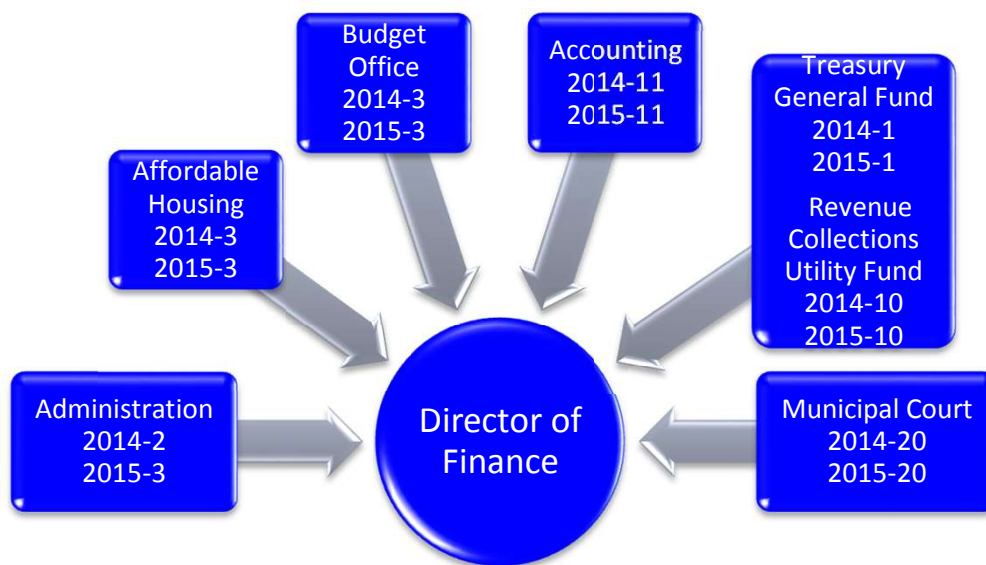 Administration
2014-2
2015-3
Affordable
Housing
2014-3
2015-3
Budget
Office
2014-3
2015-3
Accounting
2014-11
2015-11
Treasury
General Fund
2014-1
2015-1
Revenue
Collections
Utility Fund
2014-10
2015-10
Municipal Court
2014-20
2015-20
Director of
Finance